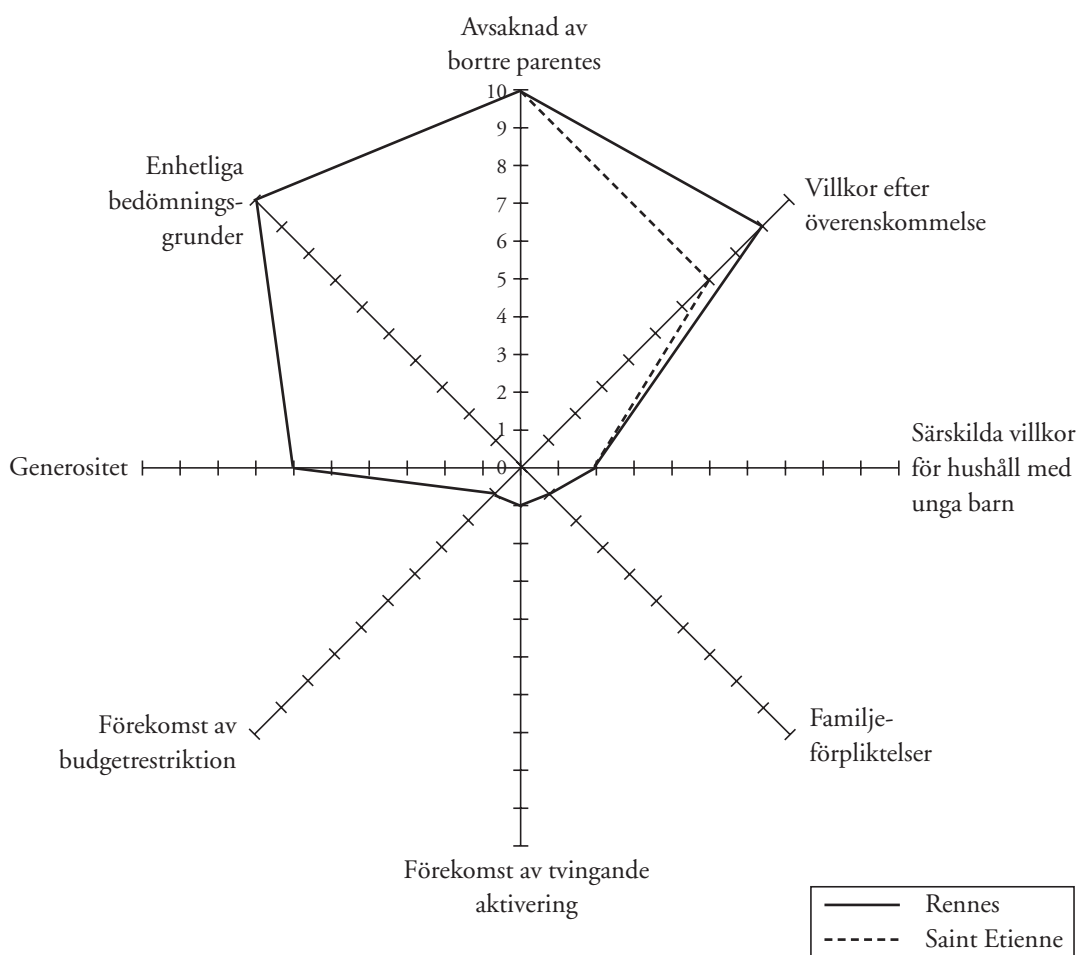 Avsaknad av
bortre parentes
Enhetliga
bedömnings-
grunder
Villkor efter
överenskommelse
10
9
8
7
6
5
4
3
2
1
0
Generositet
Särskilda villkor
för hushåll med
unga barn
Förekomst av
budgetrestriktion
Familje-
förpliktelser
Förekomst av tvingande
aktivering
Rennes
Saint Etienne